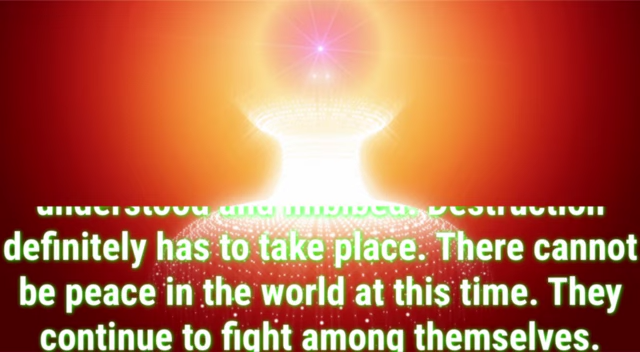 understood and imbibed. Destruction
definitely has to take place. There cannot
be peace in the world at this time. They
continue to fight among themselves.